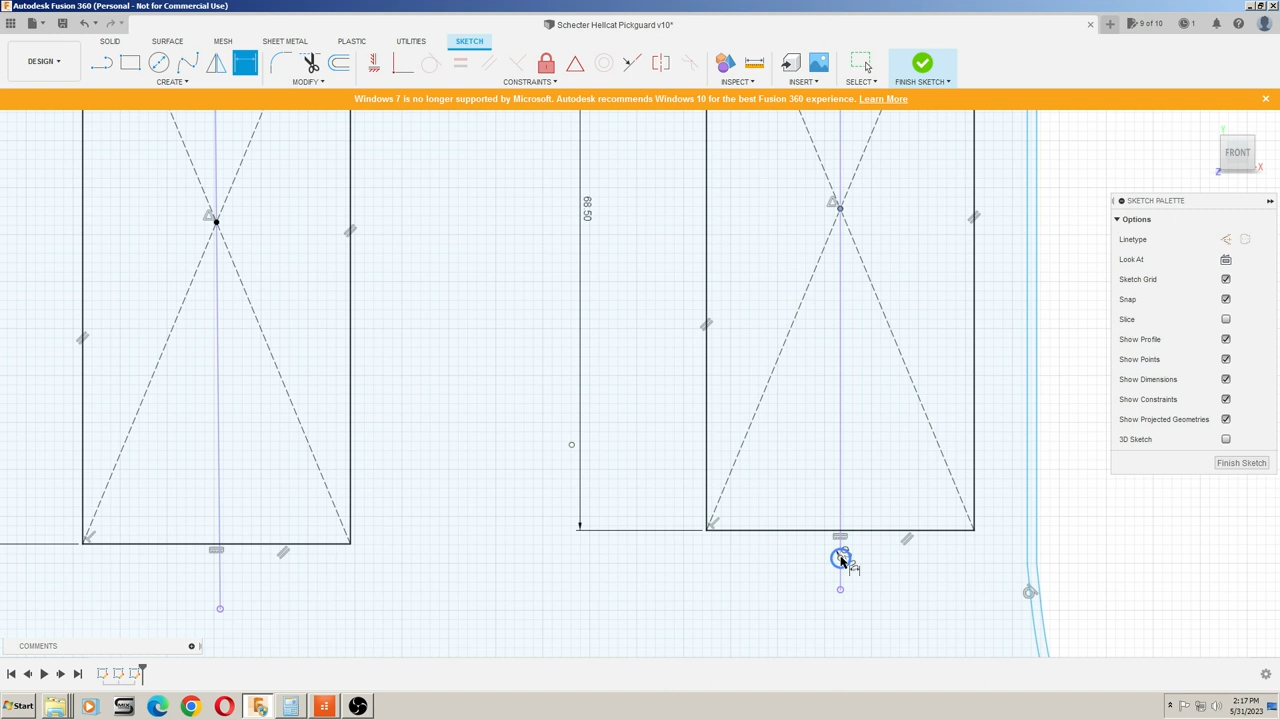 Autodesk Fusion 360 (Personal - Not for Commercial Use)
Schecter Hellcat Pickguard v10*
9 of 10
1
SOLID
SURFACE
MESH
SHEET METAL
PLASTIC
UTILITIES
SKETCH
DESIGN
CREATE
MODIFY
CONSTRAINTS
INSPECT
INSERT
SELECT
FINISH SKETCH
Windows 7 is no longer supported by Microsoft. Autodesk recommends Windows 10 for the best Fusion 360 experience. Learn More
Y
FRONT
X
Z
68.50
SKETCH PALETTE
Options
Linetype
Look At
Sketch Grid
Snap
Slice
Show Profile
Show Points
Show Dimensions
Show Constraints
Show Projected Geometries
3D Sketch
Finish Sketch
COMMENTS
Start
2:17 PM
5/31/2023